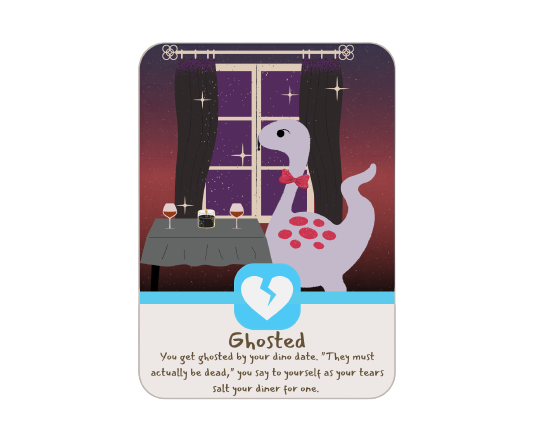 Ghosted
You get ghosted by your dino date. "They must
actually be dead," you say to yourself as your tears
salt your diner for one.